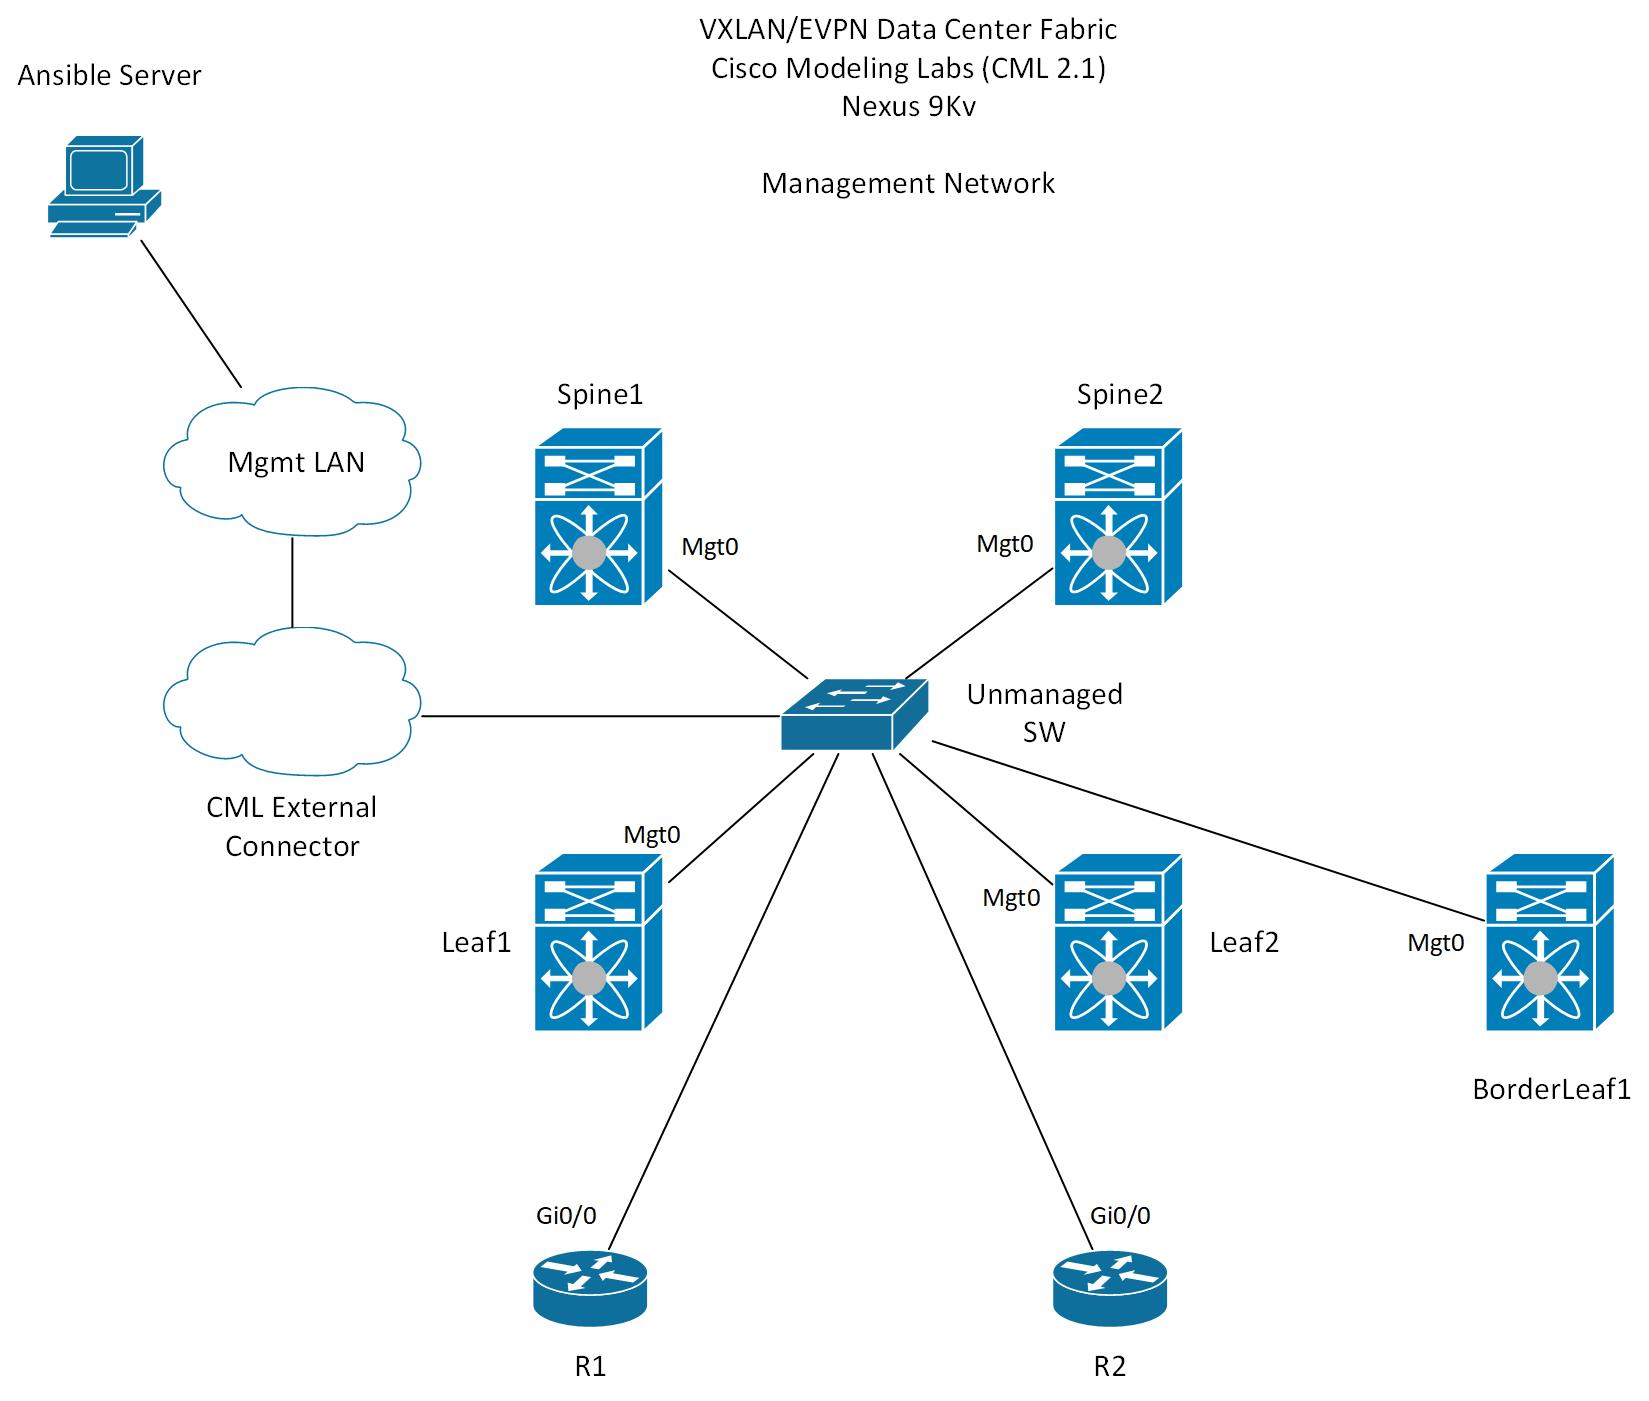 VXLAN/EVPN Data Center Fabric
Cisco Modeling Labs (CML 2.1)
Nexus 9Kv
Management Network
Ansible Server
Mgmt LAN
Spine1
Spine2
Mgt0
Mgt0
Unmanaged
SW
CML External
Connector
Mgt0
Leaf1
Mgt0
Leaf2
Mgt0
BorderLeaf1
Gi0/0
Gi0/0
R1
R2